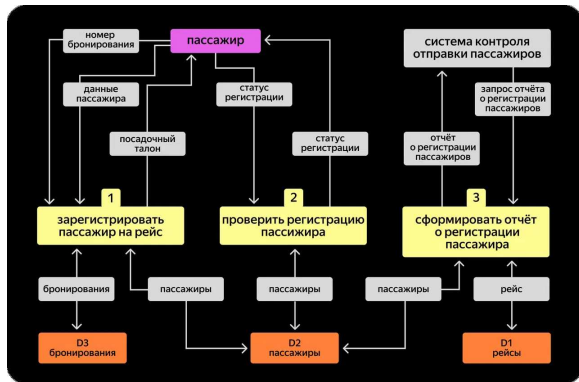 номер
бронирования
пассажир
система контроля
отправки пассажиров
данные
пассажира
статус
регистрации
запрос отчёта
о регистрации
пассажиров
посадочный
талон
статус
регистрации
отчёт
о регистрации
пассажиров
1
зарегистрировать
пассажир на рейс
2
проверить регистрацию
пассижира
3
сформировать отчёт
о регистрации
пассажира
бронирования
пассажиры
пассажиры
пассажиры
рейс
D3
бронирования
D2
пассажиры
D1
рейсы